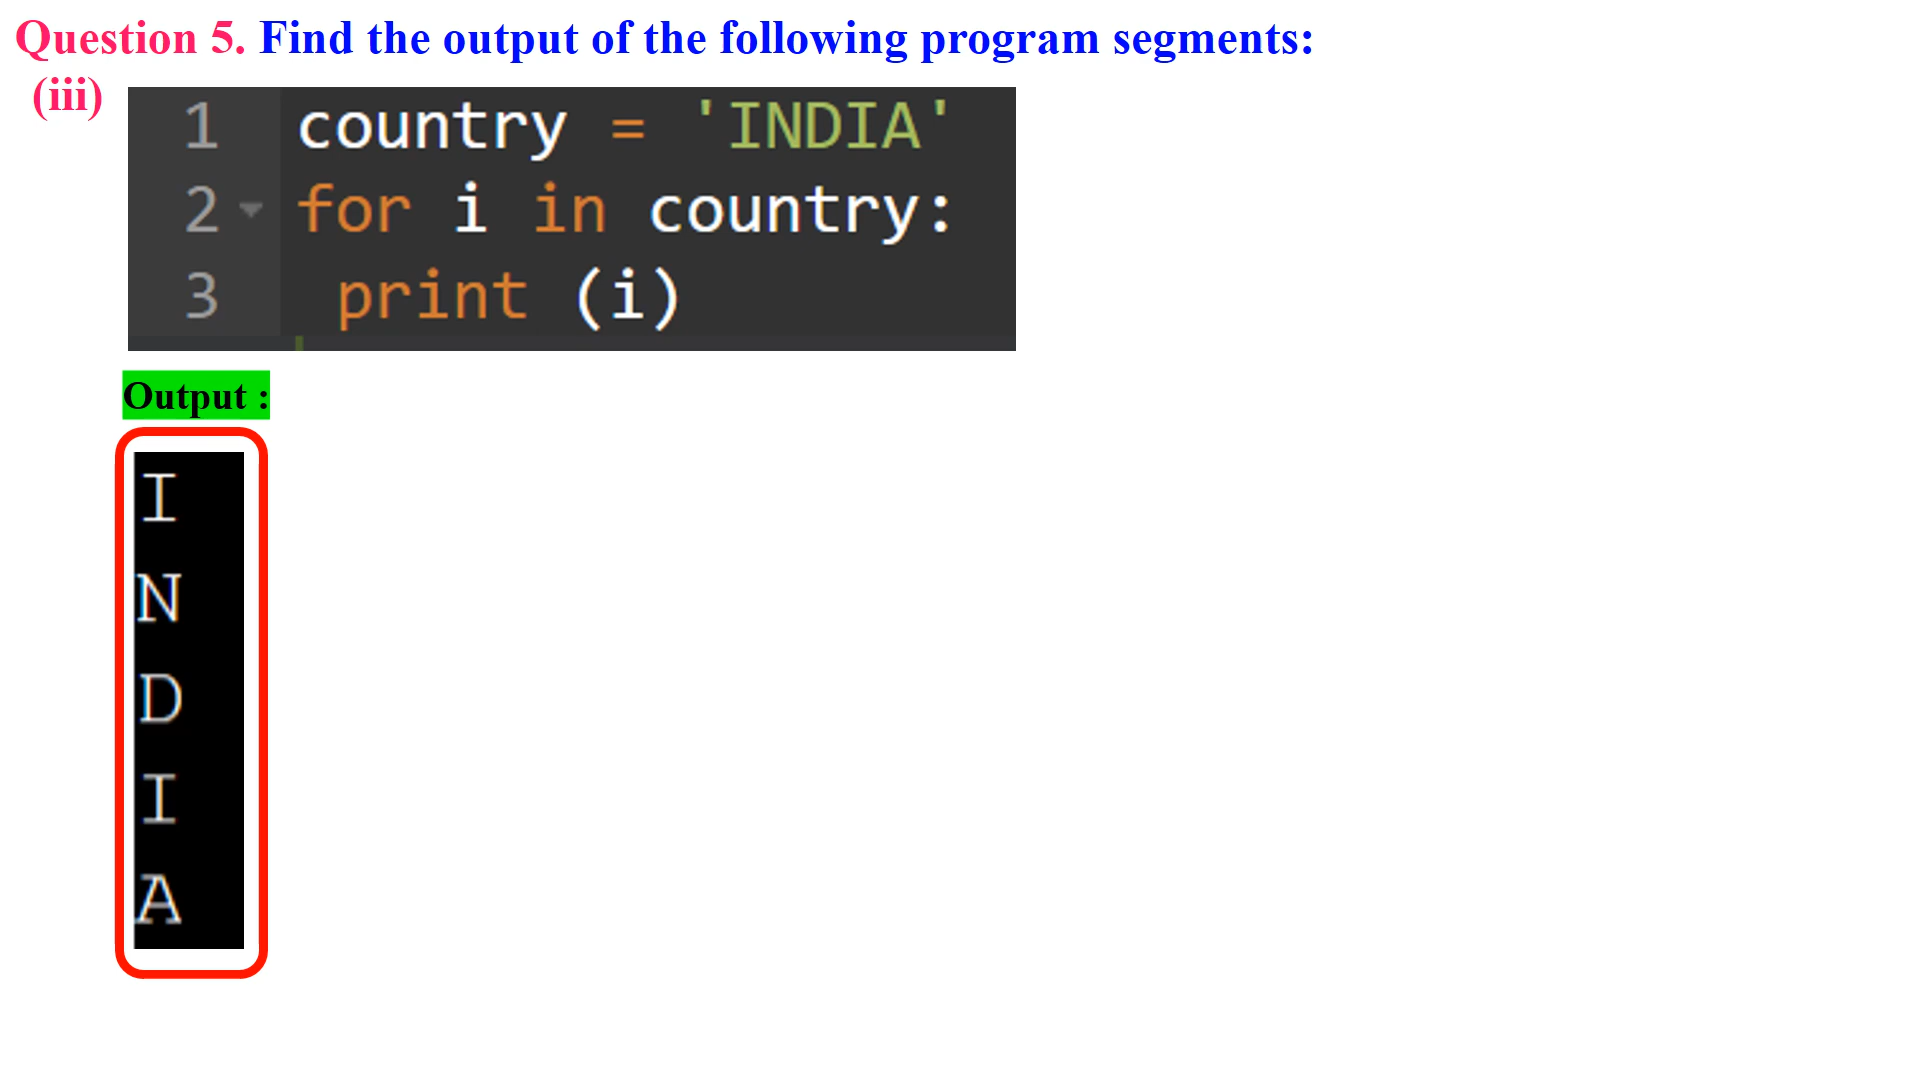 Question 5. Find the output of the following program segments:
(iii)
1 country = 'INDIA'
2 for i in country:
3  print (i)
Output :
I
N
D
I
A